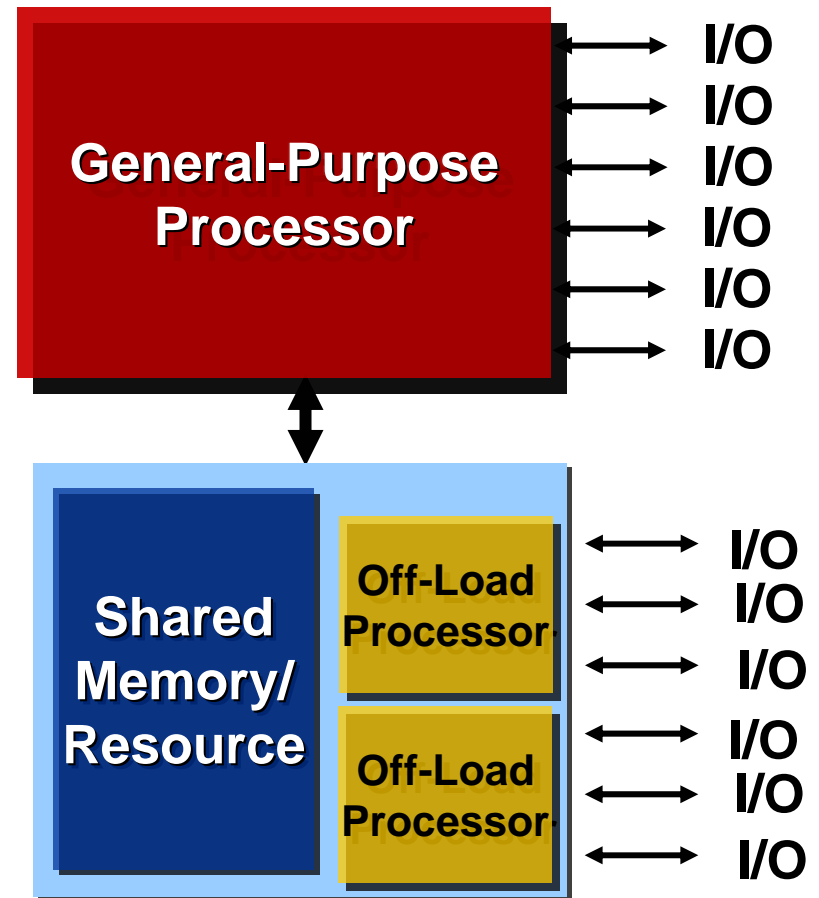 General-Purpose
Processor
I/O
I/O
I/O
I/O
I/O
I/O
Shared
Memory/
Resource
Off-Load
Processor
Off-Load
Processor
I/O
I/O
I/O
I/O
I/O
I/O